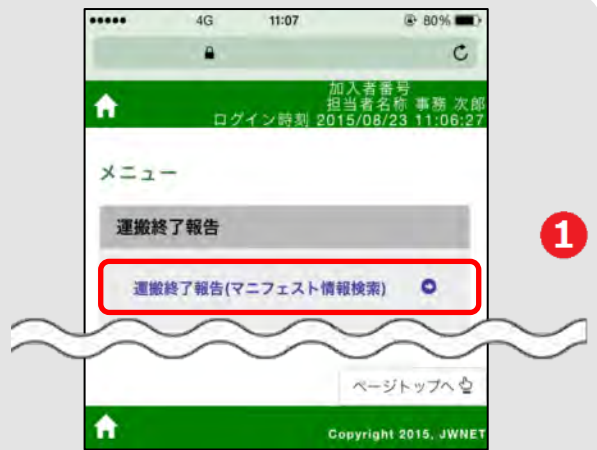 4G 11:07 80%
加入者番号
担当者名称 事務 次郎
ログイン時刻 2015/08/23 11:06:27
メニュー
運搬終了報告
運搬終了報告(マニフェスト情報検索)
1
ページトップへ
Copyright 2015, JWNET